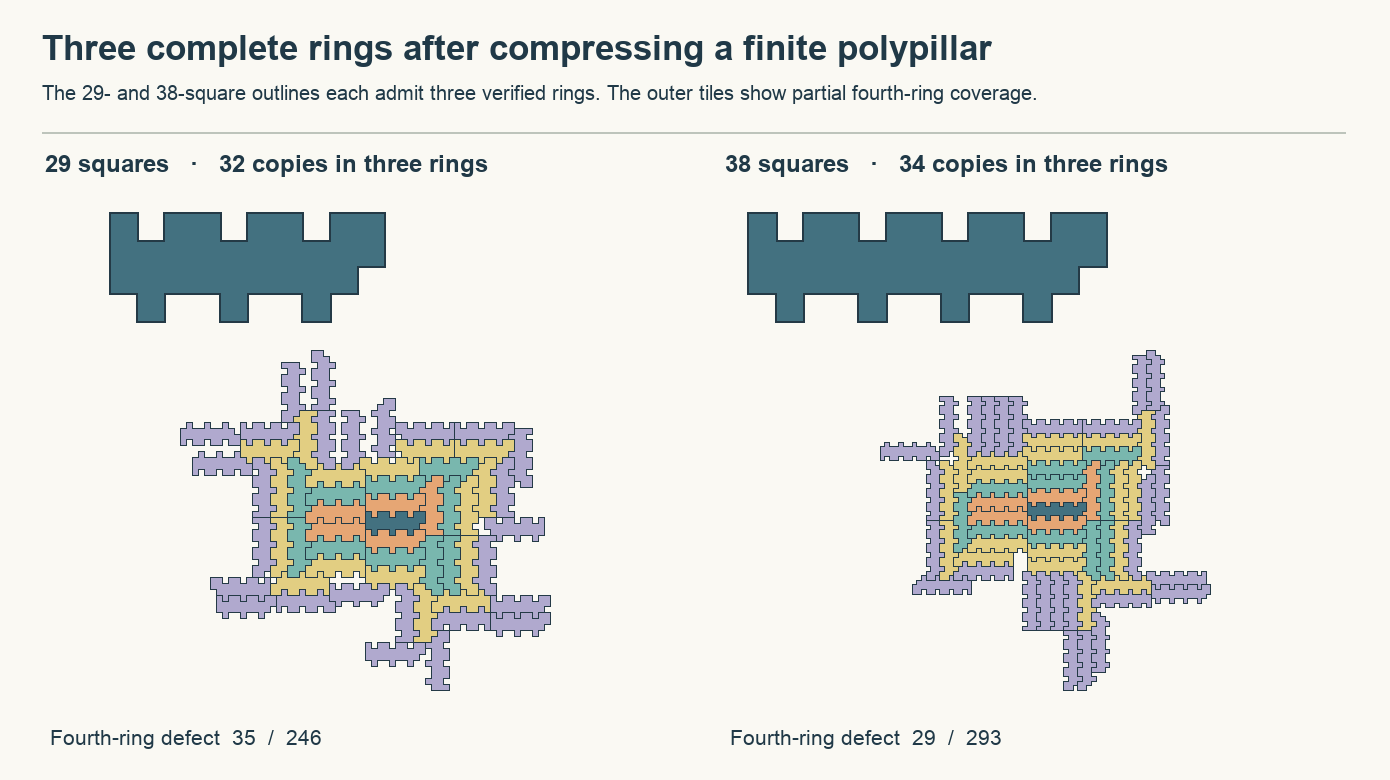 Three complete rings after compressing a finite polypillar
The 29- and 38-square outlines each admit three verified rings. The outer tiles show partial fourth-ring coverage.
29 squares · 32 copies in three rings
38 squares · 34 copies in three rings
Fourth-ring defect 35 / 246
Fourth-ring defect 29 / 293